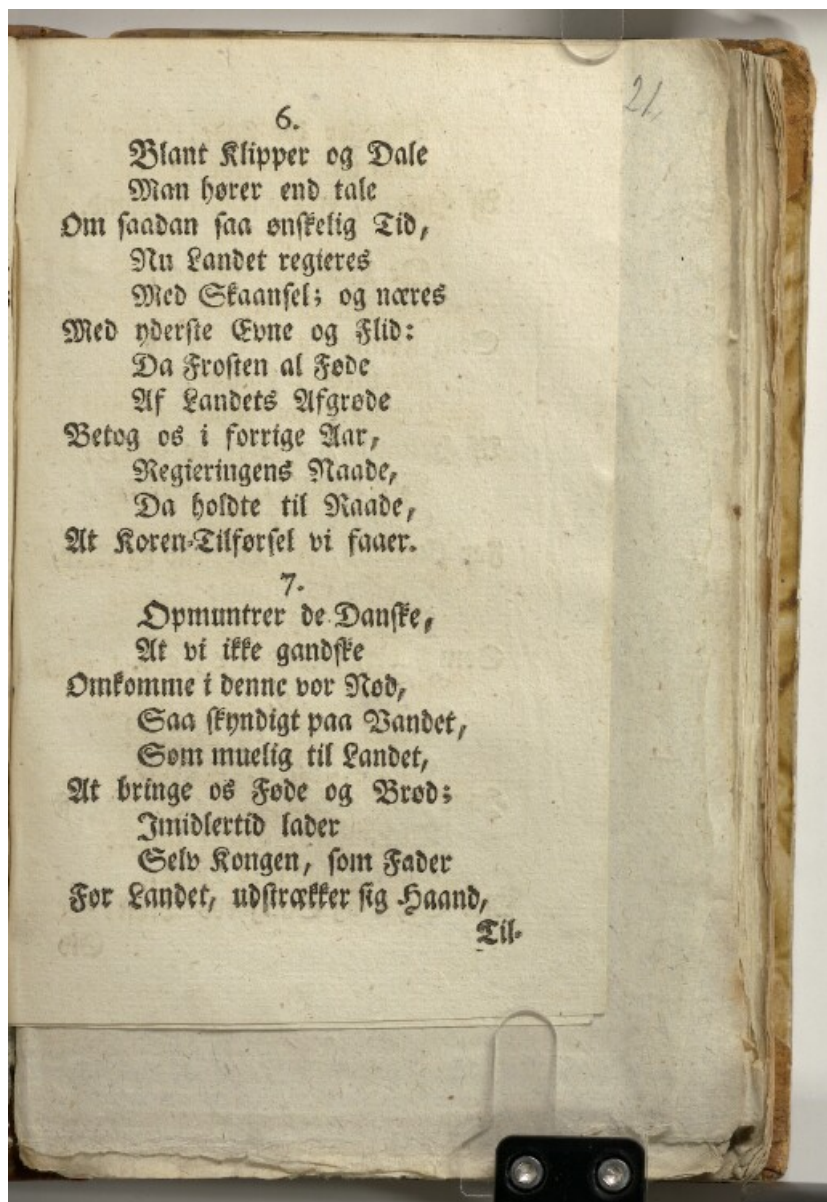 21
6.
Blant Klipper og Dale
Man hører end tale
Om saadan saa ønskelig Tid,
Nu Landet regieres
Med Skaansel; og næres
Med yderste Evne og Flid:
Da Frosten al Føde
Af Landets Afgrøde
Betog os i forrige Aar,
Regieringens Naade,
Da holdte til Raade,
At Koren-Tilførsel vi faaer.
7.
Opmuntrer de Danske,
At vi ikke gandske
Omkomme i denne vor Nød,
Saa skyndigt paa Vandet,
Som muelig til Landet,
At bringe os Føde og Brød;
Imidlertid lader
Selv Kongen, som Fader
For Landet, udstrækker sig Haand,
Til-